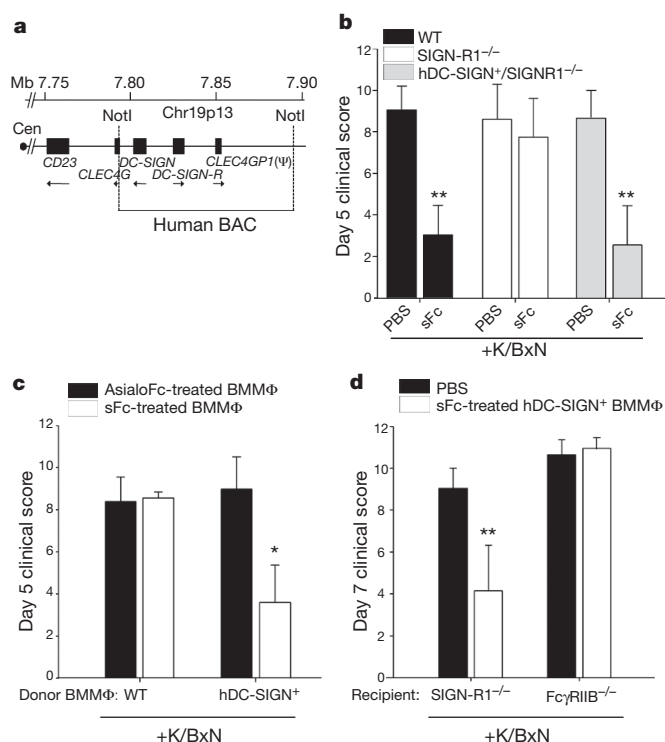 a
Mb 7.75 7.80 7.85 7.90
Chr19p13
NotI NotI
Cen
CD23 DC-SIGN CLEC4GP1(Ψ)
CLEC4G DC-SIGN-R
Human BAC
b
WT
SIGN-R1–/–
hDC-SIGN+/SIGNR1–/–
Day 5 clinical score
12
10
8
6
4
2
0
** **
PBS sFc PBS sFc PBS sFc
+K/BxN
c
AsialoFc-treated BMMΦ
sFc-treated BMMΦ
Day 5 clinical score
12
10
8
6
4
2
0
*
Donor BMMΦ: WT hDC-SIGN+
+K/BxN
d
PBS
sFc-treated hDC-SIGN+ BMMΦ
Day 7 clinical score
12
10
8
6
4
2
0
**
Recipient: SIGN-R1–/– FcγRIIB–/–
+K/BxN